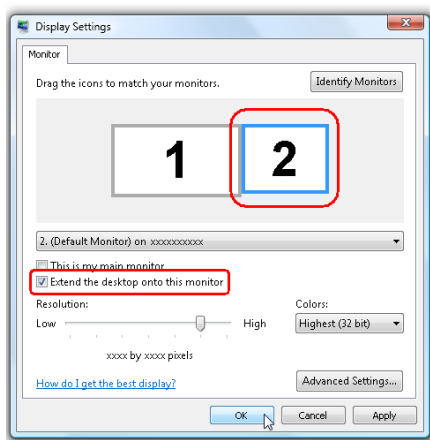 Display Settings
Monitor
Drag the icons to match your monitors.
Identify Monitors
1
2
2. (Default Monitor) on xxxxxxxxxx
This is my main monitor
Extend the desktop onto this monitor
Resolution:
Colors:
Low
High
Highest (32 bit)
xxxx by xxxx pixels
How do I get the best display?
Advanced Settings...
OK
Cancel
Apply